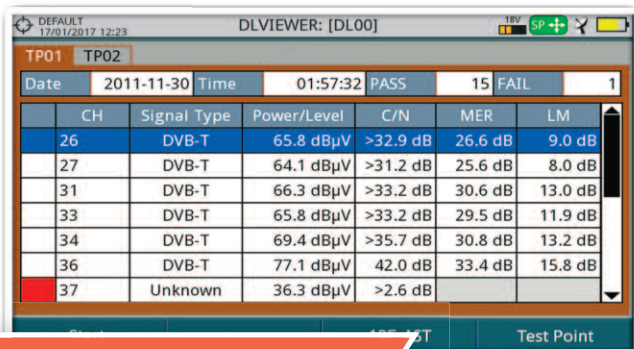 DEFAULT
17/01/2017 12:23
DLVIEWER: [DL00]
18V
SP
TP01 TP02
Date 2011-11-30 Time 01:57:32 PASS 15 FAIL 1
CH Signal Type Power/Level C/N MER LM
26 DVB-T 65.8 dBµV >32.9 dB 26.6 dB 9.0 dB
27 DVB-T 64.1 dBµV >31.2 dB 25.6 dB 8.0 dB
31 DVB-T 66.3 dBµV >33.2 dB 30.6 dB 13.0 dB
33 DVB-T 65.8 dBµV >33.2 dB 29.5 dB 11.9 dB
34 DVB-T 69.4 dBµV >35.7 dB 30.8 dB 13.2 dB
36 DVB-T 77.1 dBµV 42.0 dB 33.4 dB 15.8 dB
37 Unknown 36.3 dBµV >2.6 dB
Test Point